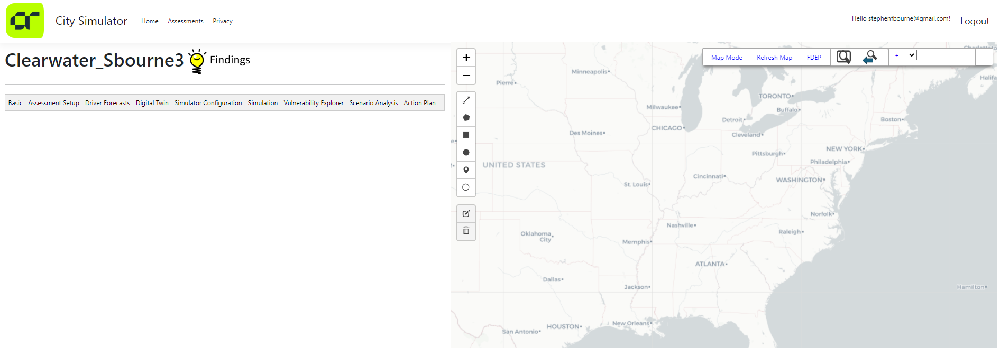 City Simulator
Home Assessments Privacy
Hello stephenfbourne@gmail.com!
Logout
Clearwater_Sbourne3
Findings
Basic Assessment Setup Driver Forecasts Digital Twin Simulator Configuration Simulation Vulnerability Explorer Scenario Analysis Action Plan
+
−
Map Mode Refresh Map FDEP
+
Minneapolis
Pierre
TORONTO
Milwaukee
Buffalo
Detroit
Boston
CHICAGO
Des Moines
Cleveland
NEW YORK
Pittsburgh
Philadelphia
UNITED STATES
Cincinnati
WASHINGTON
St. Louis
Norfolk
Nashville
Raleigh
Oklahoma
City
Memphis
ATLANTA
Dallas
Jackson
Hamilton
New Orleans
HOUSTON
San Antonio